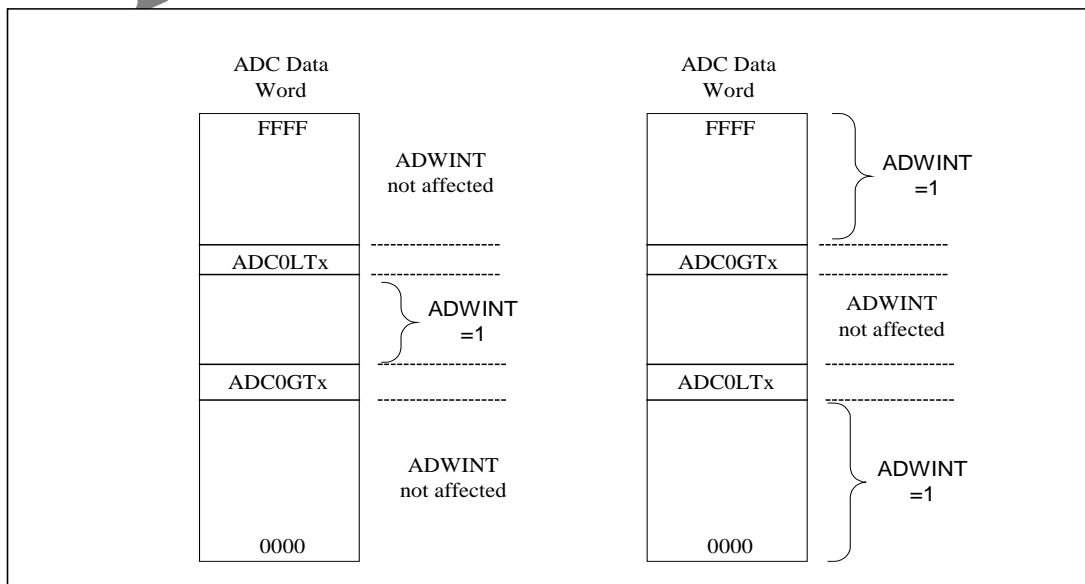 ADC Data
Word
FFFF
ADWINT
not affected
ADC0LTx
ADWINT
=1
ADC0GTx
ADWINT
not affected
0000
ADC Data
Word
FFFF
ADWINT
=1
ADC0GTx
ADWINT
not affected
ADC0LTx
ADWINT
=1
0000